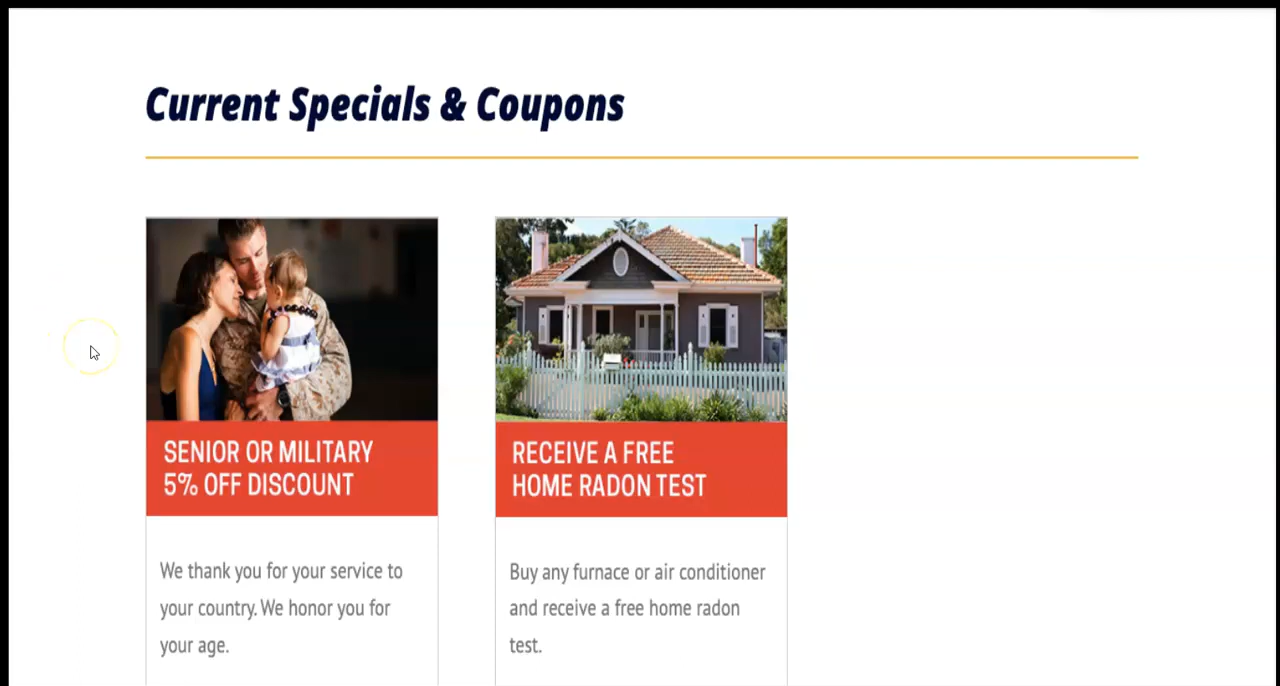 Current Specials & Coupons
SENIOR OR MILITARY
5% OFF DISCOUNT
We thank you for your service to
your country. We honor you for
your age.
RECEIVE A FREE
HOME RADON TEST
Buy any furnace or air conditioner
and receive a free home radon
test.